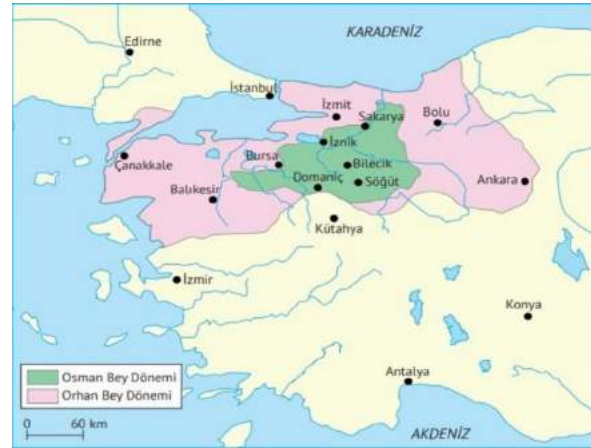 KARADENİZ
Edirne
İstanbul
İzmit
Sakarya
Bolu
İznik
Çanakkale
Bursa
Bilecik
Balıkesir
Domaniç
Söğüt
Ankara
Kütahya
İzmir
Konya
Antalya
Osman Bey Dönemi
Orhan Bey Dönemi
0 60 km
AKDENİZ